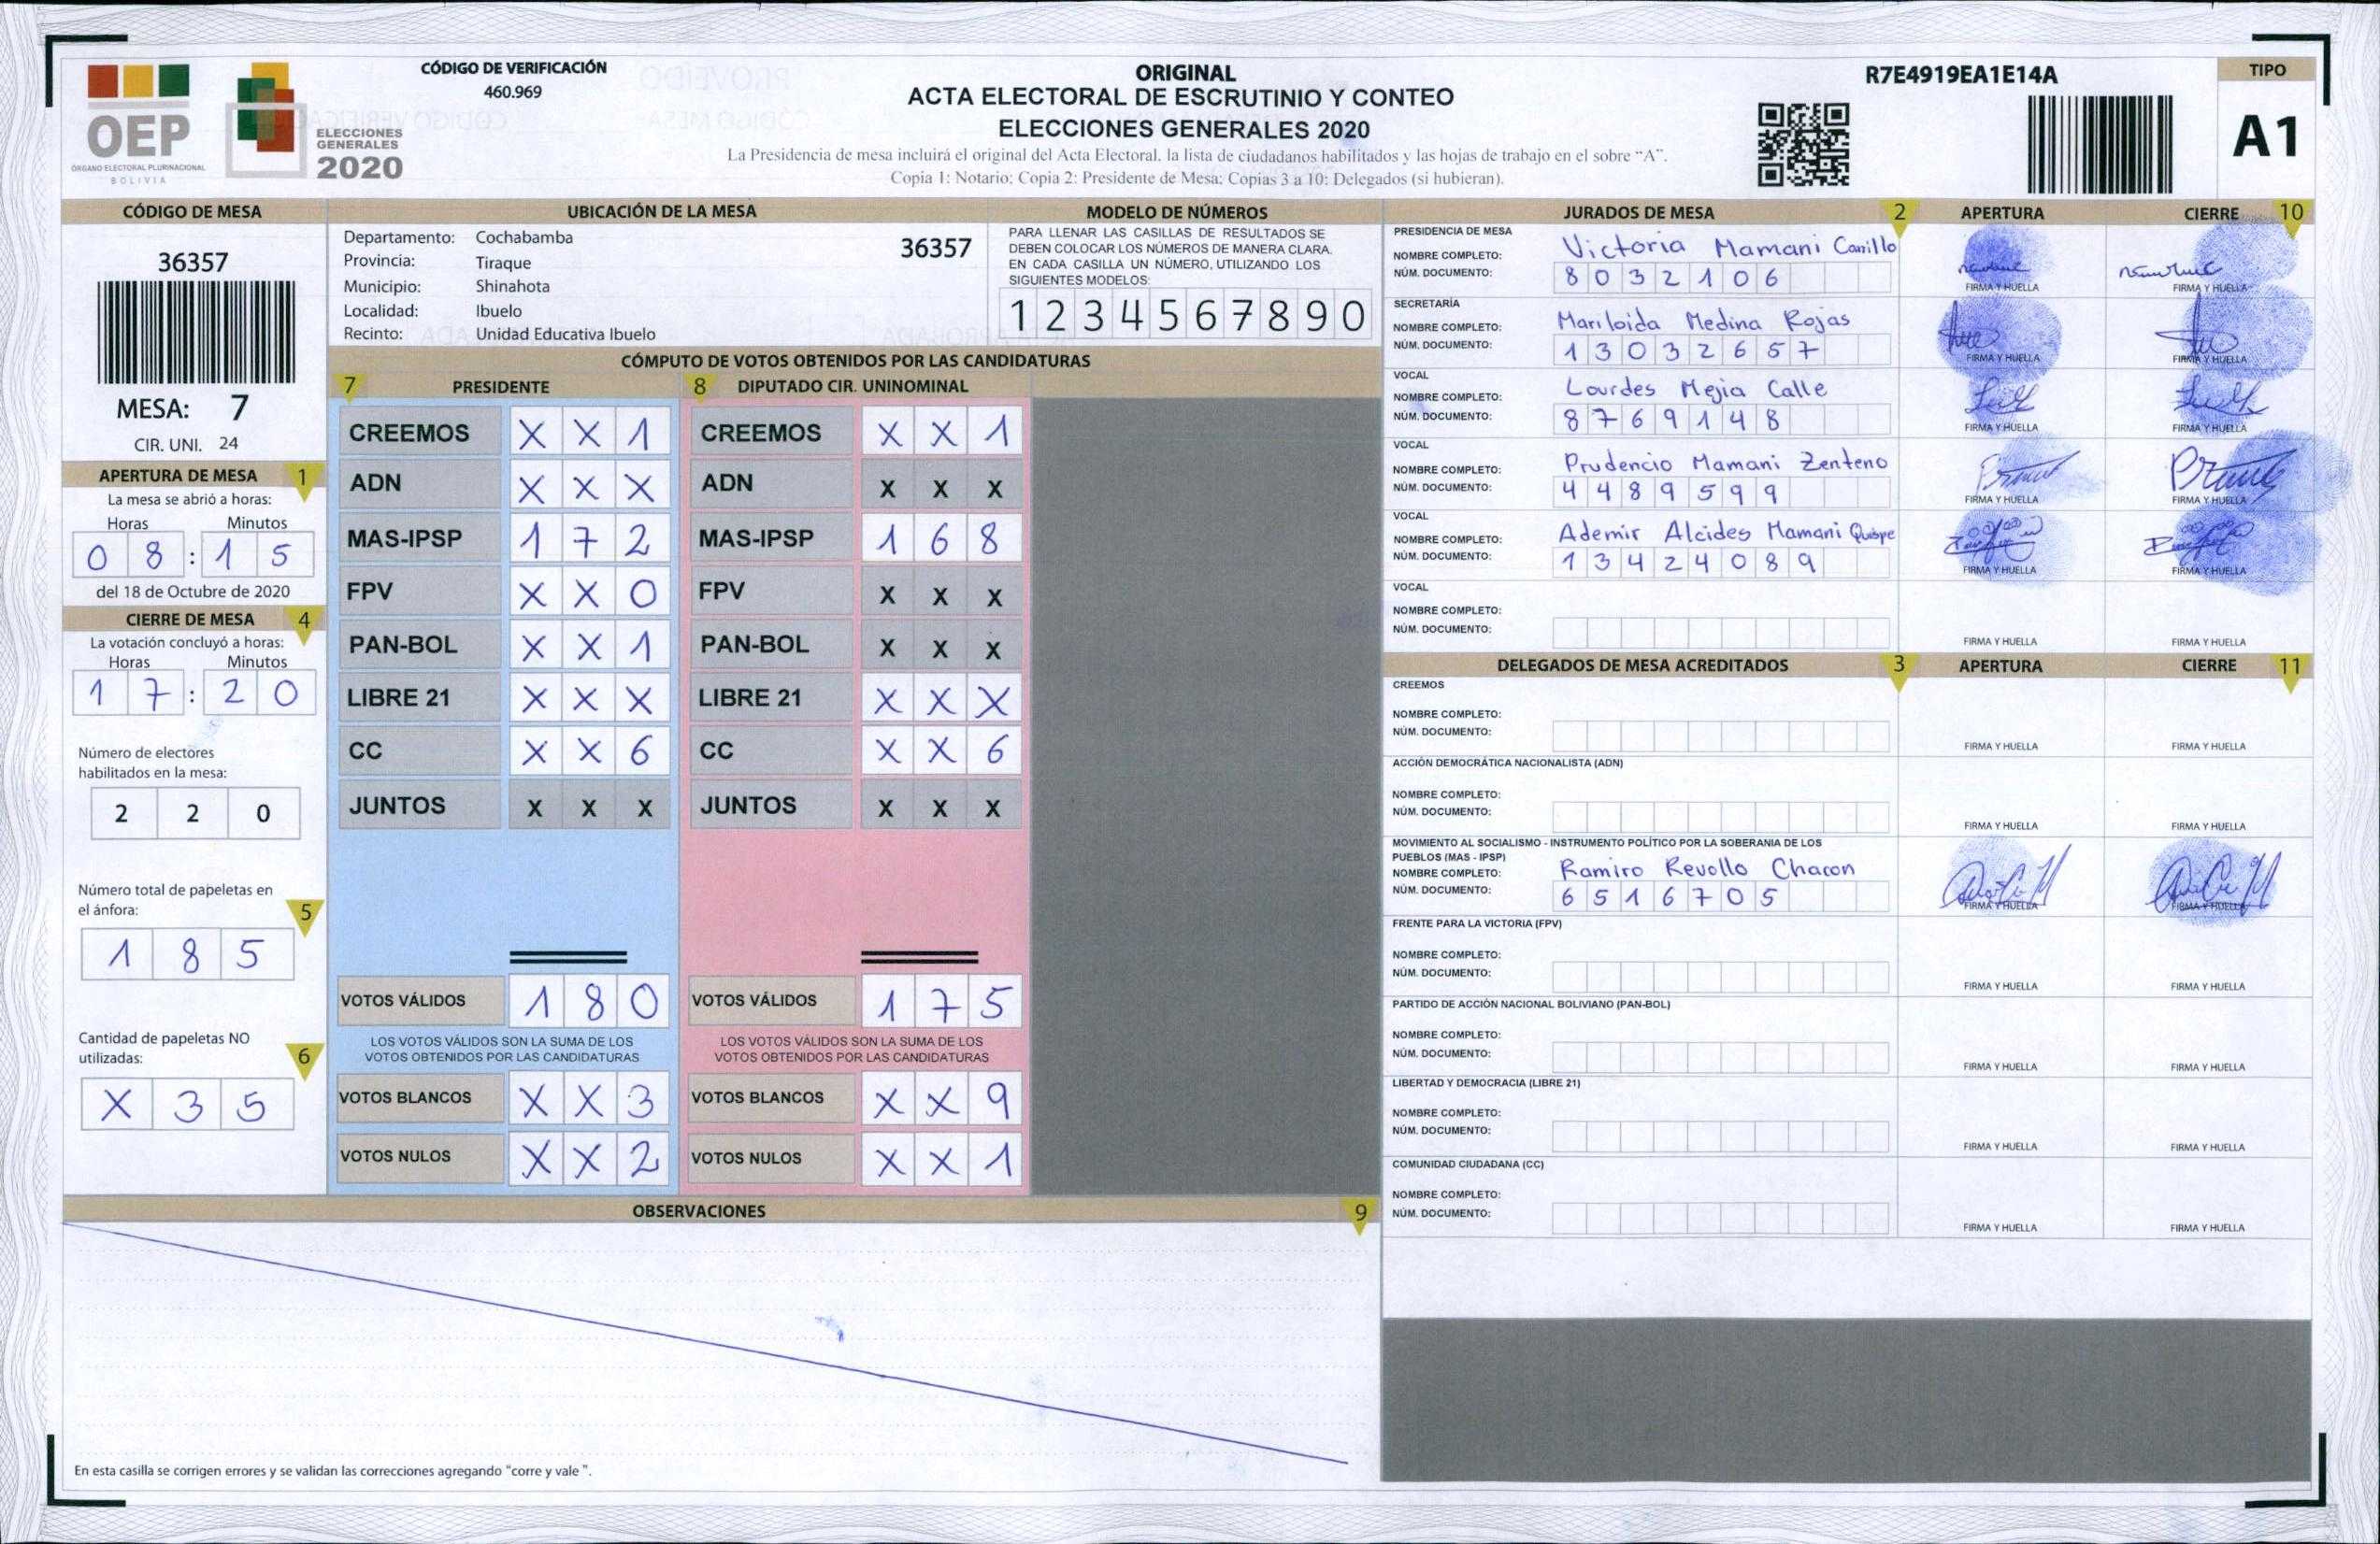 OEP
ÓRGANO ELECTORAL PLURINACIONAL
BOLIVIA
ELECCIONES
GENERALES
2020
CÓDIGO DE VERIFICACIÓN
460.969
ORIGINAL
ACTA ELECTORAL DE ESCRUTINIO Y CONTEO
ELECCIONES GENERALES 2020
La Presidencia de mesa incluirá el original del Acta Electoral, la lista de ciudadanos habilitados y las hojas de trabajo en el sobre "A".
Copia 1: Notario; Copia 2: Presidente de Mesa; Copias 3 a 10: Delegados (si hubieran).
R7E4919EA1E14A
TIPO
A1
CÓDIGO DE MESA
36357
MESA: 7
CIR. UNI. 24
APERTURA DE MESA 1
La mesa se abrió a horas:
Horas Minutos
0 8 : 1 5
del 18 de Octubre de 2020
CIERRE DE MESA 4
La votación concluyó a horas:
Horas Minutos
1 7 : 2 0
Número de electores
habilitados en la mesa:
2 2 0
Número total de papeletas en
el ánfora: 5
1 8 5
Cantidad de papeletas NO
utilizadas: 6
X 3 5
UBICACIÓN DE LA MESA
Departamento: Cochabamba 36357
Provincia: Tiraque
Municipio: Shinahota
Localidad: Ibuelo
Recinto: Unidad Educativa Ibuelo
MODELO DE NÚMEROS
PARA LLENAR LAS CASILLAS DE RESULTADOS SE
DEBEN COLOCAR LOS NÚMEROS DE MANERA CLARA.
EN CADA CASILLA UN NÚMERO, UTILIZANDO LOS
SIGUIENTES MODELOS:
1 2 3 4 5 6 7 8 9 0
CÓMPUTO DE VOTOS OBTENIDOS POR LAS CANDIDATURAS
7 PRESIDENTE
CREEMOS X X 1
ADN X X X
MAS-IPSP 1 7 2
FPV X X 0
PAN-BOL X X 1
LIBRE 21 X X X
CC X X 6
JUNTOS X X X
VOTOS VÁLIDOS 1 8 0
LOS VOTOS VÁLIDOS SON LA SUMA DE LOS
VOTOS OBTENIDOS POR LAS CANDIDATURAS
VOTOS BLANCOS X X 3
VOTOS NULOS X X 2
8 DIPUTADO CIR. UNINOMINAL
CREEMOS X X 1
ADN X X X
MAS-IPSP 1 6 8
FPV X X X
PAN-BOL X X X
LIBRE 21 X X X
CC X X 6
JUNTOS X X X
VOTOS VÁLIDOS 1 7 5
LOS VOTOS VÁLIDOS SON LA SUMA DE LOS
VOTOS OBTENIDOS POR LAS CANDIDATURAS
VOTOS BLANCOS X X 9
VOTOS NULOS X X 1
OBSERVACIONES 9
En esta casilla se corrigen errores y se validan las correcciones agregando "corre y vale ".
JURADOS DE MESA 2 APERTURA CIERRE 10
PRESIDENCIA DE MESA
NOMBRE COMPLETO: Victoria Mamani Carrillo
NÚM. DOCUMENTO: 8 0 3 2 1 0 6
FIRMA Y HUELLA FIRMA Y HUELLA
SECRETARÍA
NOMBRE COMPLETO: Mariloida Medina Rojas
NÚM. DOCUMENTO: 1 3 0 3 2 6 5 7
FIRMA Y HUELLA FIRMA Y HUELLA
VOCAL
NOMBRE COMPLETO: Lourdes Mejia Calle
NÚM. DOCUMENTO: 8 7 6 9 1 4 8
FIRMA Y HUELLA FIRMA Y HUELLA
VOCAL
NOMBRE COMPLETO: Prudencio Mamani Zenteno
NÚM. DOCUMENTO: 4 4 8 9 5 9 9
FIRMA Y HUELLA FIRMA Y HUELLA
VOCAL
NOMBRE COMPLETO: Ademir Alcides Mamani Quispe
NÚM. DOCUMENTO: 1 3 4 2 4 0 8 9
FIRMA Y HUELLA FIRMA Y HUELLA
VOCAL
NOMBRE COMPLETO:
NÚM. DOCUMENTO:
FIRMA Y HUELLA FIRMA Y HUELLA
DELEGADOS DE MESA ACREDITADOS 3 APERTURA CIERRE 11
CREEMOS
NOMBRE COMPLETO:
NÚM. DOCUMENTO:
FIRMA Y HUELLA FIRMA Y HUELLA
ACCIÓN DEMOCRÁTICA NACIONALISTA (ADN)
NOMBRE COMPLETO:
NÚM. DOCUMENTO:
FIRMA Y HUELLA FIRMA Y HUELLA
MOVIMIENTO AL SOCIALISMO - INSTRUMENTO POLÍTICO POR LA SOBERANIA DE LOS
PUEBLOS (MAS - IPSP)
NOMBRE COMPLETO: Ramiro Revollo Chacon
NÚM. DOCUMENTO: 6 5 1 6 7 0 5
FIRMA Y HUELLA FIRMA Y HUELLA
FRENTE PARA LA VICTORIA (FPV)
NOMBRE COMPLETO:
NÚM. DOCUMENTO:
FIRMA Y HUELLA FIRMA Y HUELLA
PARTIDO DE ACCIÓN NACIONAL BOLIVIANO (PAN-BOL)
NOMBRE COMPLETO:
NÚM. DOCUMENTO:
FIRMA Y HUELLA FIRMA Y HUELLA
LIBERTAD Y DEMOCRACIA (LIBRE 21)
NOMBRE COMPLETO:
NÚM. DOCUMENTO:
FIRMA Y HUELLA FIRMA Y HUELLA
COMUNIDAD CIUDADANA (CC)
NOMBRE COMPLETO:
NÚM. DOCUMENTO:
FIRMA Y HUELLA FIRMA Y HUELLA